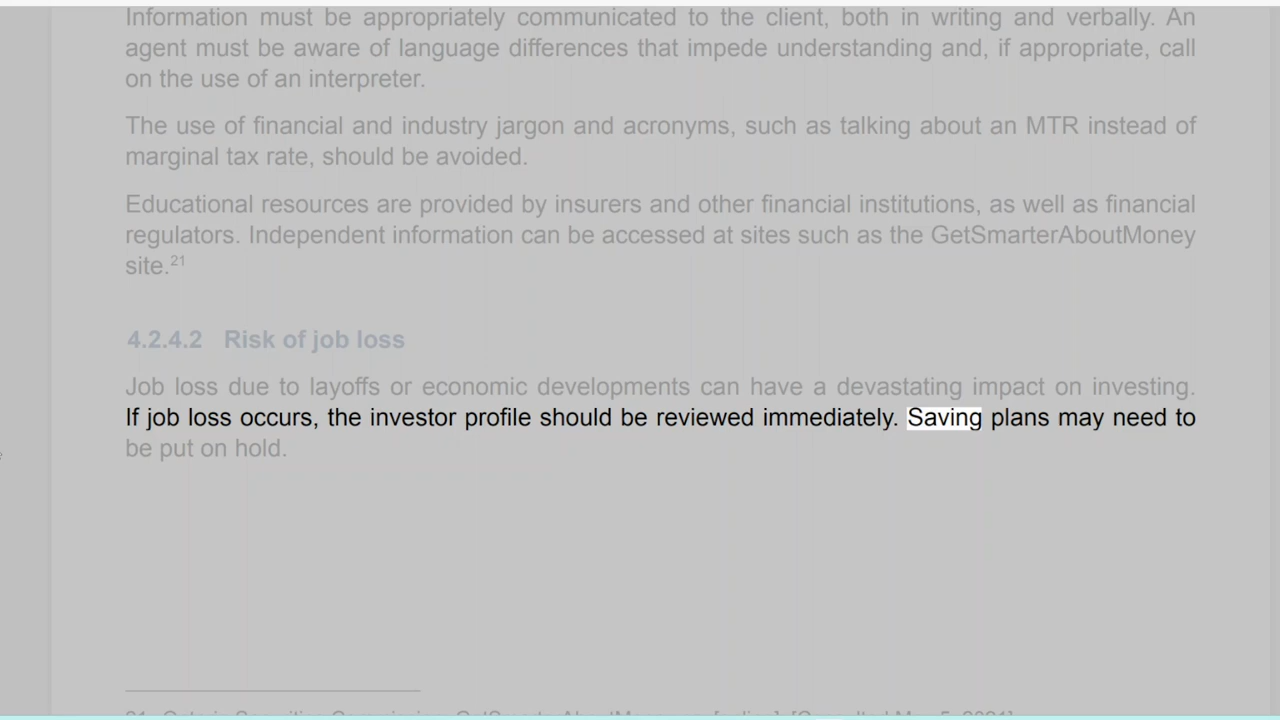 Information must be appropriately communicated to the client, both in writing and verbally. An
agent must be aware of language differences that impede understanding and, if appropriate, call
on the use of an interpreter.
The use of financial and industry jargon and acronyms, such as talking about an MTR instead of
marginal tax rate, should be avoided.
Educational resources are provided by insurers and other financial institutions, as well as financial
regulators. Independent information can be accessed at sites such as the GetSmarterAboutMoney
site.21
4.2.4.2 Risk of job loss
Job loss due to layoffs or economic developments can have a devastating impact on investing.
If job loss occurs, the investor profile should be reviewed immediately. Saving plans may need to
be put on hold.